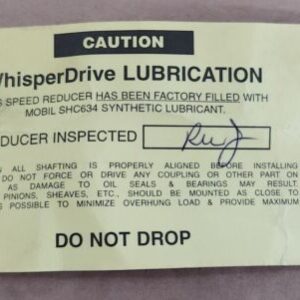 CAUTION
WhisperDrive LUBRICATION
S SPEED REDUCER HAS BEEN FACTORY FILLED WITH
MOBIL SHC634 SYNTHETIC LUBRICANT.
DUCER INSPECTED
ALL SHAFTING IS PROPERLY ALIGNED BEFORE INSTALLING
DO NOT FORCE OR DRIVE ANY COUPLING OR OTHER PART ON
AS DAMAGE TO OIL SEALS & BEARINGS MAY RESULT.
PINIONS, SHEAVES, ETC., SHOULD BE MOUNTED AS CLOSE TO
S POSSIBLE TO MINIMIZE OVERHUNG LOAD & PROVIDE MAXIMUM
DO NOT DROP